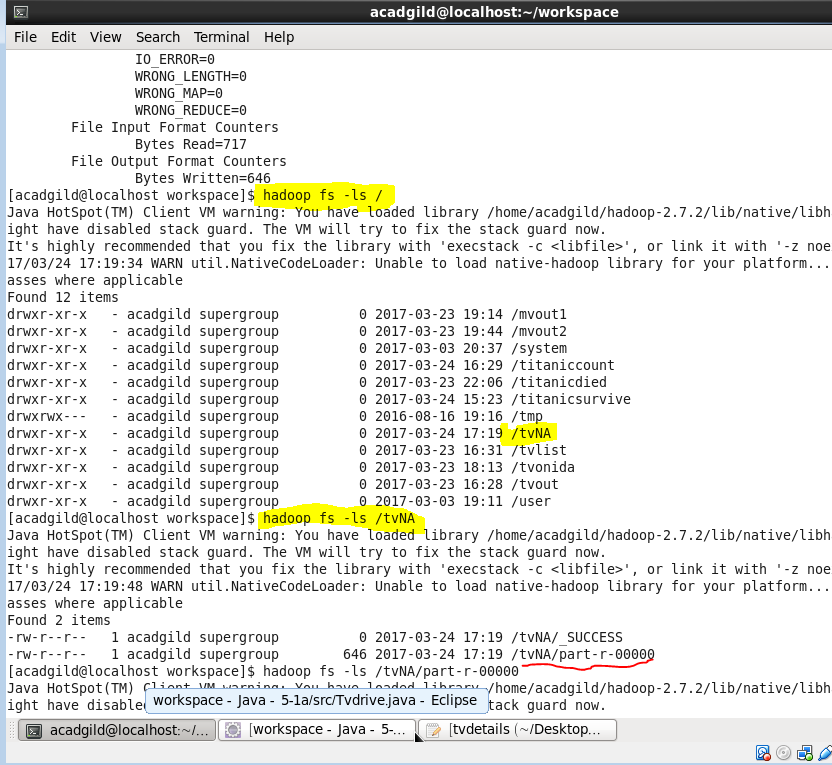 acadgild@localhost:~/workspace
File Edit View Search Terminal Help
IO_ERROR=0
WRONG_LENGTH=0
WRONG_MAP=0
WRONG_REDUCE=0
File Input Format Counters
Bytes Read=717
File Output Format Counters
Bytes Written=646
[acadgild@localhost workspace]$ hadoop fs -ls /
Java HotSpot(TM) Client VM warning: You have loaded library /home/acadgild/hadoop-2.7.2/lib/native/libh
ight have disabled stack guard. The VM will try to fix the stack guard now.
It's highly recommended that you fix the library with 'execstack -c <libfile>', or link it with '-z noe
17/03/24 17:19:34 WARN util.NativeCodeLoader: Unable to load native-hadoop library for your platform...
asses where applicable
Found 12 items
drwxr-xr-x - acadgild supergroup 0 2017-03-23 19:14 /mvout1
drwxr-xr-x - acadgild supergroup 0 2017-03-23 19:44 /mvout2
drwxr-xr-x - acadgild supergroup 0 2017-03-03 20:37 /system
drwxr-xr-x - acadgild supergroup 0 2017-03-24 16:29 /titaniccount
drwxr-xr-x - acadgild supergroup 0 2017-03-23 22:06 /titanicdied
drwxr-xr-x - acadgild supergroup 0 2017-03-24 15:23 /titanicsurvive
drwxrwx--- - acadgild supergroup 0 2016-08-16 19:16 /tmp
drwxr-xr-x - acadgild supergroup 0 2017-03-24 17:19 /tvNA
drwxr-xr-x - acadgild supergroup 0 2017-03-23 16:31 /tvlist
drwxr-xr-x - acadgild supergroup 0 2017-03-23 18:13 /tvonida
drwxr-xr-x - acadgild supergroup 0 2017-03-23 16:28 /tvout
drwxr-xr-x - acadgild supergroup 0 2017-03-03 19:11 /user
[acadgild@localhost workspace]$ hadoop fs -ls /tvNA
Java HotSpot(TM) Client VM warning: You have loaded library /home/acadgild/hadoop-2.7.2/lib/native/libh
ight have disabled stack guard. The VM will try to fix the stack guard now.
It's highly recommended that you fix the library with 'execstack -c <libfile>', or link it with '-z noe
17/03/24 17:19:48 WARN util.NativeCodeLoader: Unable to load native-hadoop library for your platform...
asses where applicable
Found 2 items
-rw-r--r-- 1 acadgild supergroup 0 2017-03-24 17:19 /tvNA/_SUCCESS
-rw-r--r-- 1 acadgild supergroup 646 2017-03-24 17:19 /tvNA/part-r-00000
[acadgild@localhost workspace]$ hadoop fs -ls /tvNA/part-r-00000
Java HotSpot(TM) Client VM warning: You have loaded library /home/acadgild/hadoop-2.7.2/lib/native/libh
ight have disable tack guard. The VM will try to fix the stack guard now.
workspace - Java - 5-1a/src/Tvdrive.java - Eclipse
acadgild@localhost:~/... [workspace - Java - 5-... [tvdetails (~/Desktop...